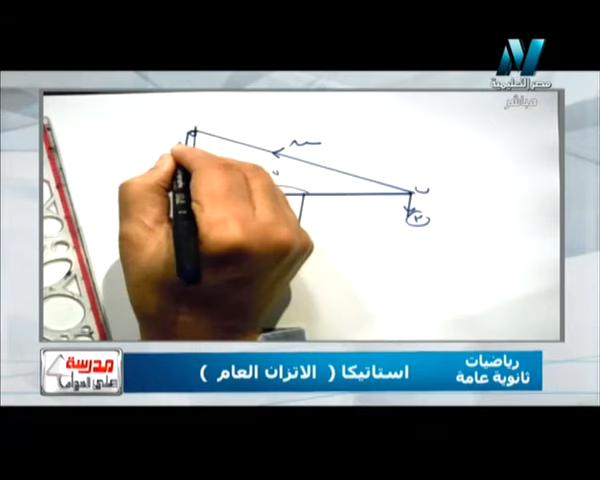 مصر التعليمية
مباشر
ب
رياضيات
ثانوية عامة
استاتيكا ( الاتزان العام )
مدرسة
على الهواء